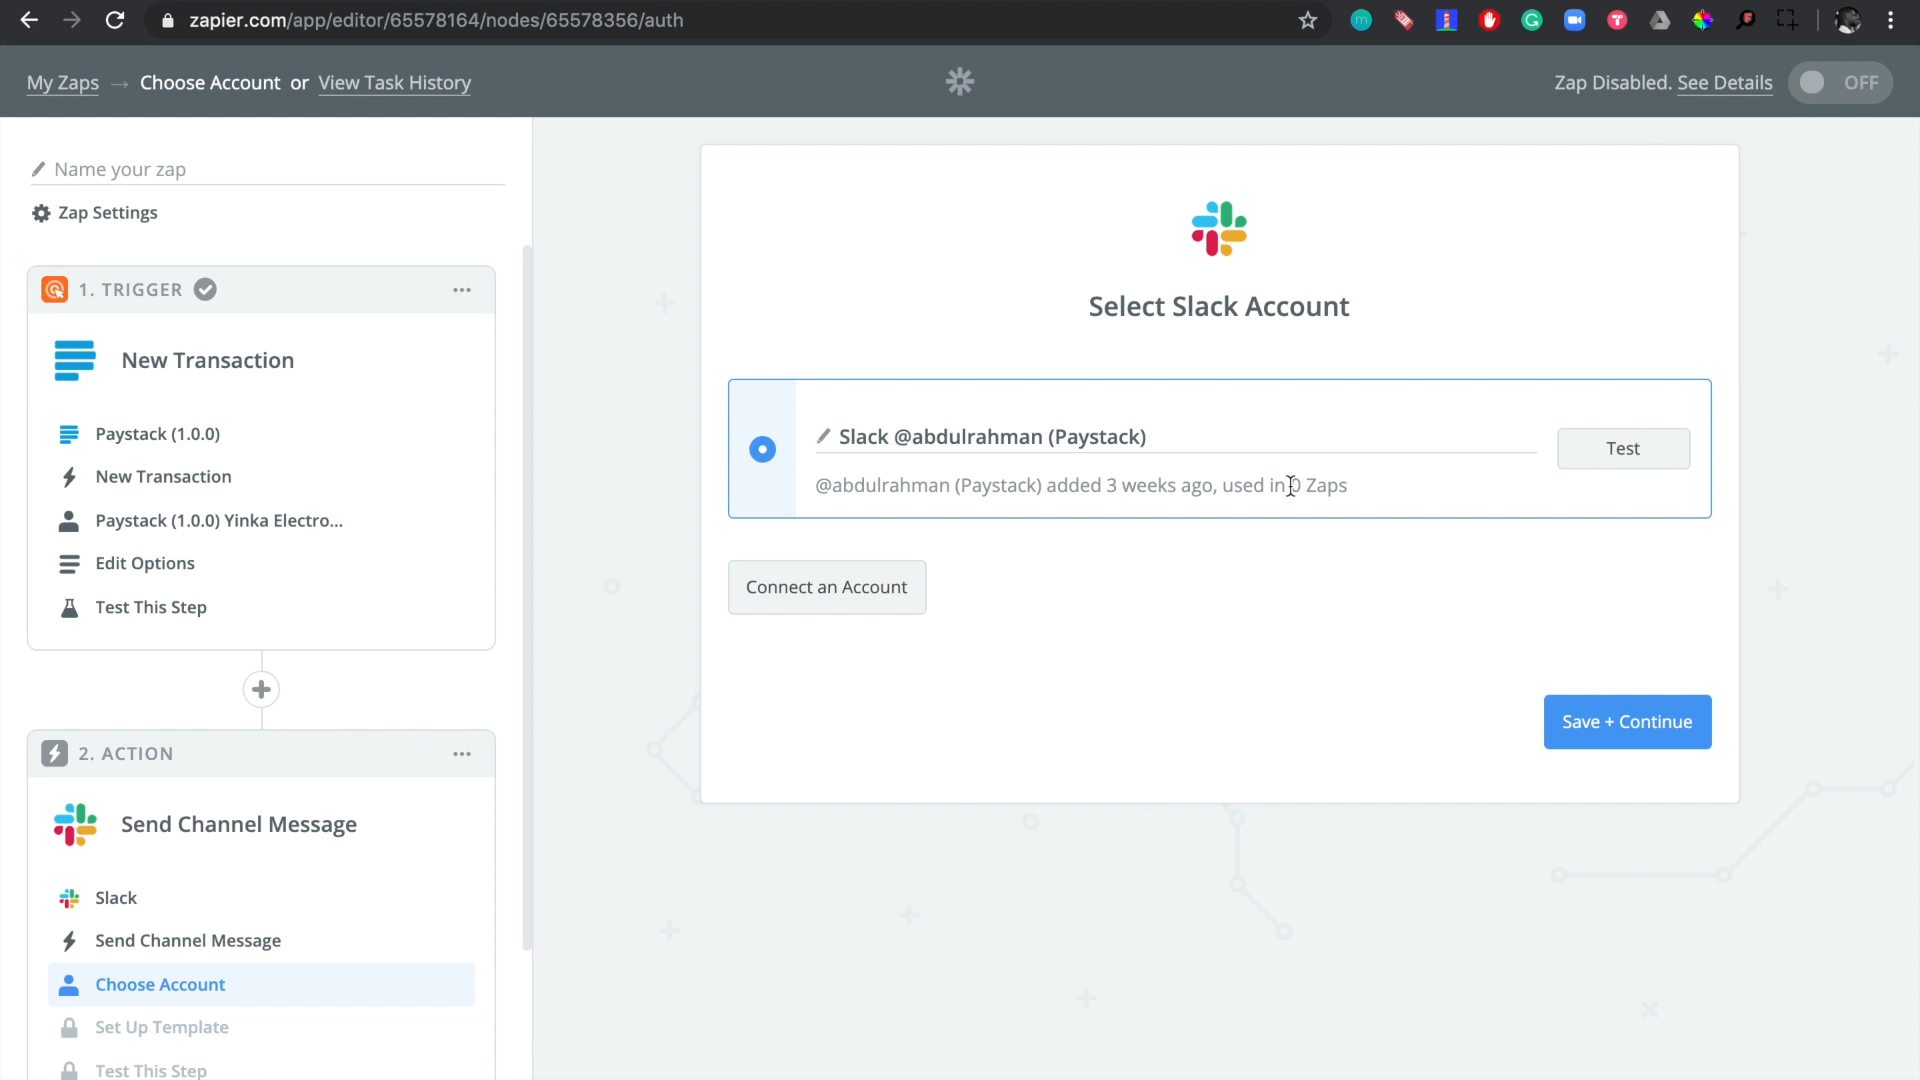 zapier.com/app/editor/65578164/nodes/65578356/auth
My Zaps → Choose Account or View Task History
Zap Disabled. See Details
OFF
Name your zap
Zap Settings
1. TRIGGER
New Transaction
Paystack (1.0.0)
New Transaction
Paystack (1.0.0) Yinka Electro...
Edit Options
Test This Step
2. ACTION
Send Channel Message
Slack
Send Channel Message
Choose Account
Set Up Template
Test This Step
Select Slack Account
Slack @abdulrahman (Paystack)
Test
@abdulrahman (Paystack) added 3 weeks ago, used in 0 Zaps
Connect an Account
Save + Continue